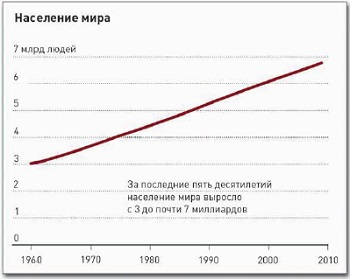 Население мира
7 млрд людей
6
5
4
3
2
1
0
За последние пять десятилетий
население мира выросло
с 3 до почти 7 миллиардов
1960 1970 1980 1990 2000 2010